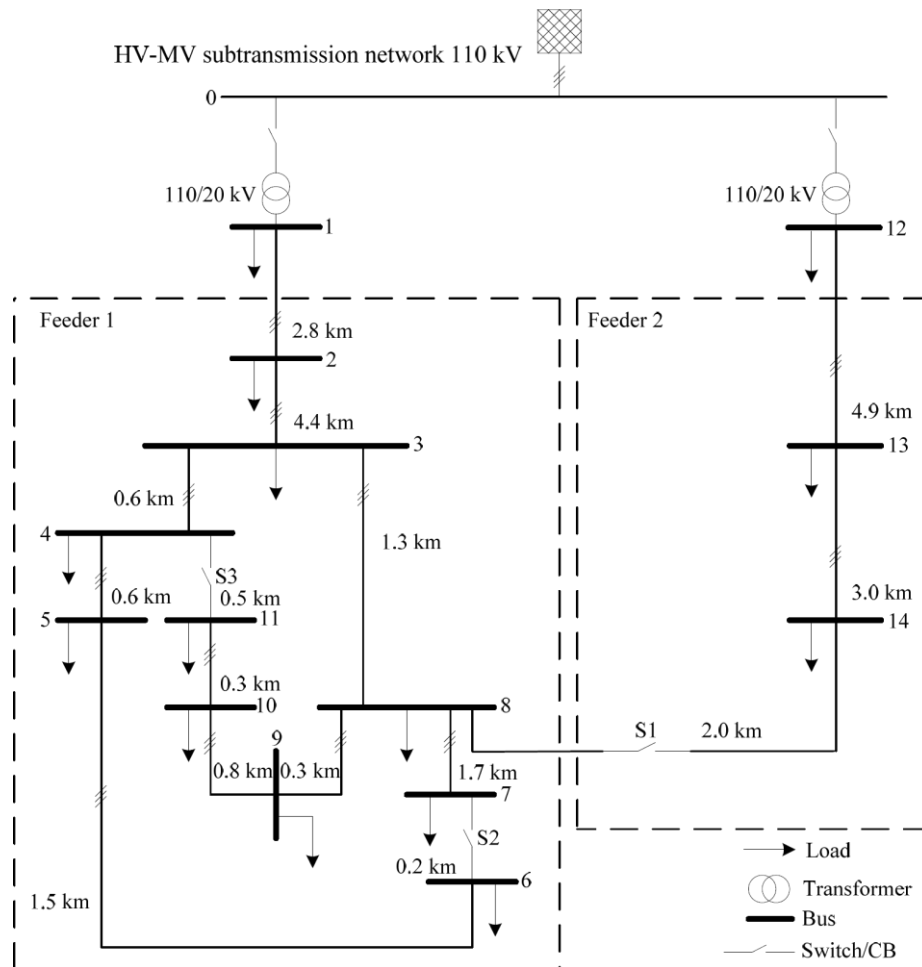 HV-MV subtransmission network 110 kV
0
110/20 kV
110/20 kV
1
12
Feeder 1
Feeder 2
2.8 km
2
4.4 km
4.9 km
3
13
0.6 km
4
1.3 km
S3
0.6 km
0.5 km
3.0 km
5
11
14
0.3 km
10
8
9
S1
2.0 km
0.8 km
0.3 km
1.7 km
7
S2
0.2 km
6
1.5 km
Load
Transformer
Bus
Switch/CB